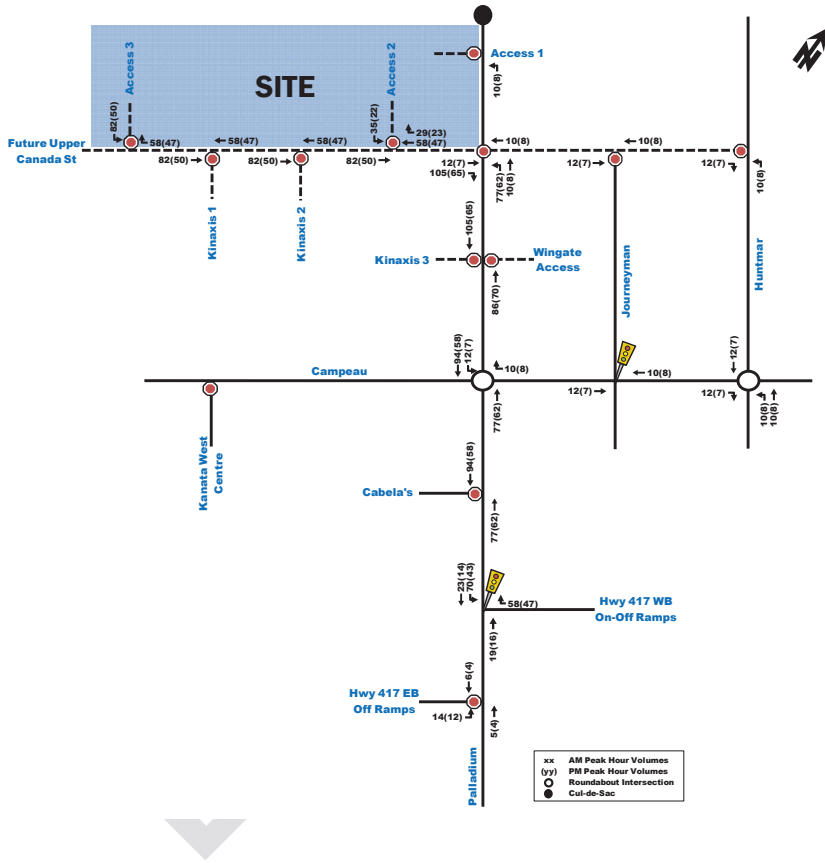 N
Access 1
10(8)
Access 3
Access 2
SITE
82(50)
58(47)
35(22)
29(23)
58(47)
Future Upper
Canada St
58(47)
58(47)
10(8)
10(8)
82(50)
82(50)
82(50)
12(7)
105(65)
77(62)
10(8)
12(7)
12(7)
10(8)
Kinaxis 1
Kinaxis 2
105(65)
Kinaxis 3
Wingate
Access
86(70)
Journeyman
Huntmar
94(58)
12(7)
10(8)
Campeau
10(8)
12(7)
12(7)
12(7)
10(8)
10(8)
77(62)
Kanata West
Centre
94(58)
Cabela's
77(62)
23(14)
70(43)
58(47)
Hwy 417 WB
On-Off Ramps
19(16)
6(4)
Hwy 417 EB
Off Ramps
14(12)
5(4)
Palladium
xx AM Peak Hour Volumes
(yy) PM Peak Hour Volumes
Roundabout Intersection
Cul-de-Sac